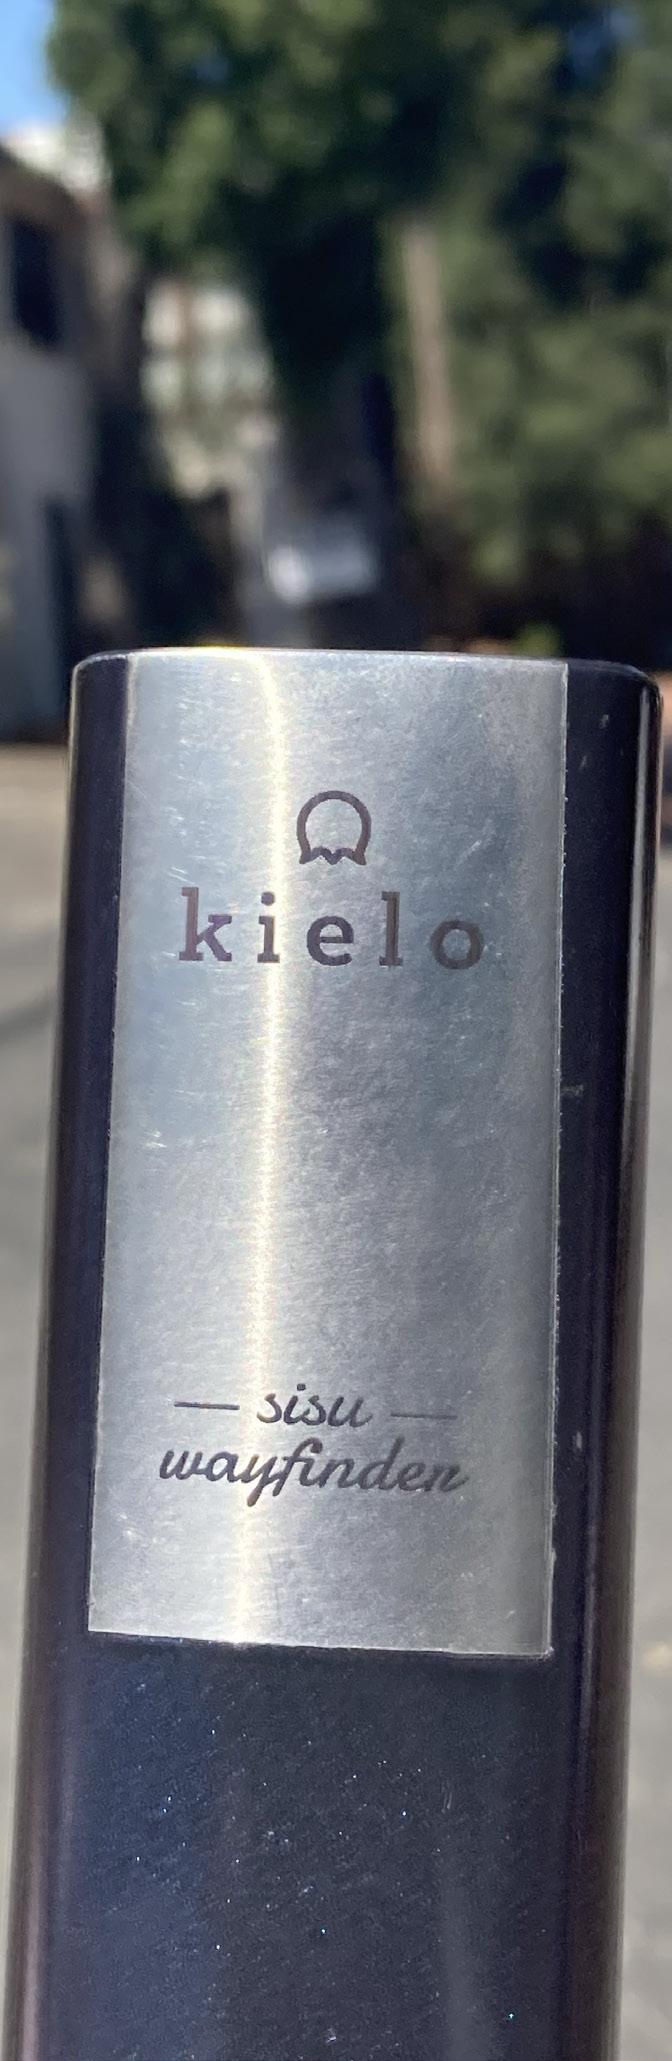 kielo
— sisu —
wayfinder